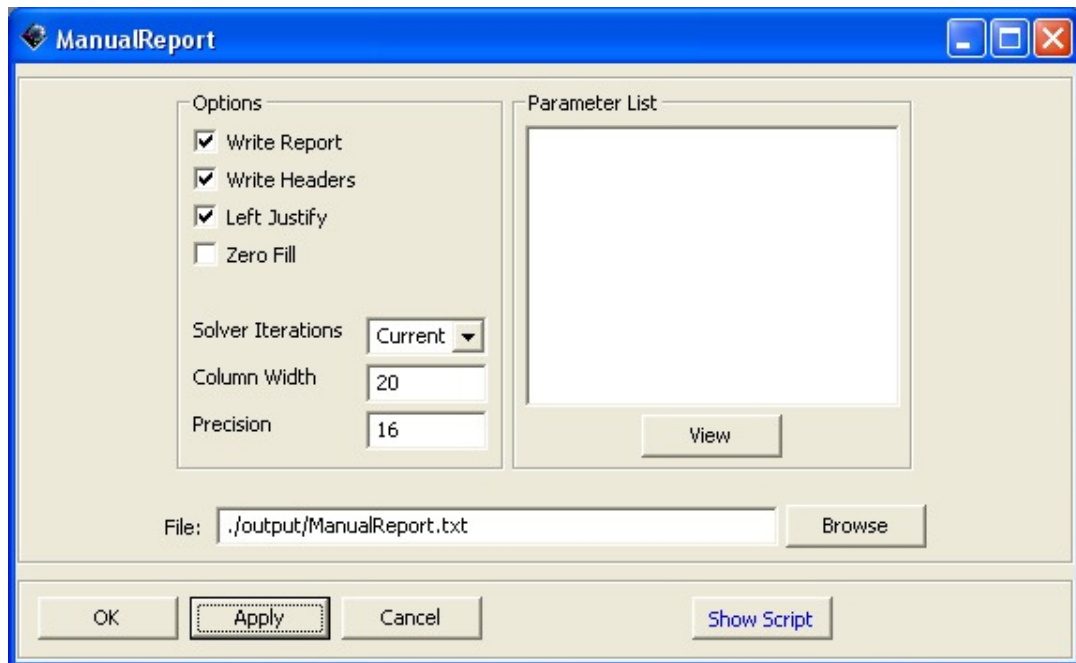 ManualReport
Options
Write Report
Write Headers
Left Justify
Zero Fill
Solver Iterations Current
Column Width 20
Precision 16
Parameter List
View
File: ./output/ManualReport.txt Browse
OK Apply Cancel Show Script